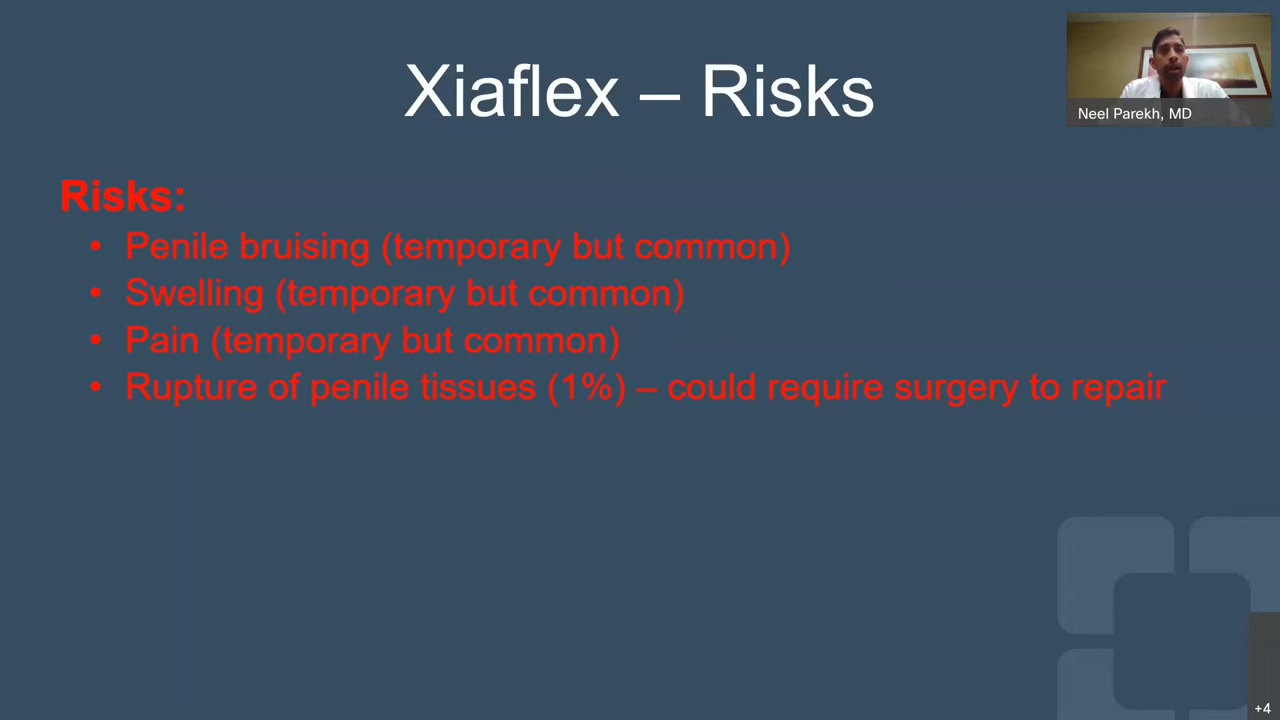 Xiaflex – Risks
Neel Parekh, MD
Risks:
• Penile bruising (temporary but common)
• Swelling (temporary but common)
• Pain (temporary but common)
• Rupture of penile tissues (1%) – could require surgery to repair
+4